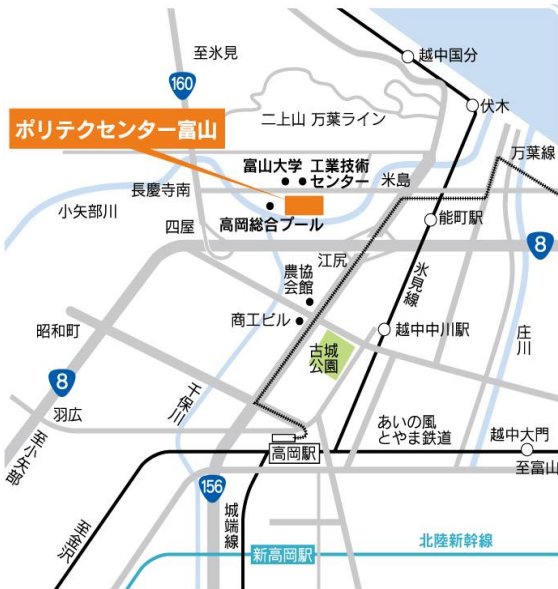 至氷見
越中国分
160
伏木
ポリテクセンター富山
二上山 万葉ライン
万葉線
富山大学
工業技術
センター
米島
長慶寺南
小矢部川
高岡総合プール
能町駅
四屋
8
江尻
農協
会館
氷見線
庄川
商工ビル
昭和町
越中中川駅
古城
公園
8
千保川
羽広
あいの風
とやま鉄道
越中大門
至小矢部
高岡駅
至富山
156
城端線
至金沢
北陸新幹線
新高岡駅